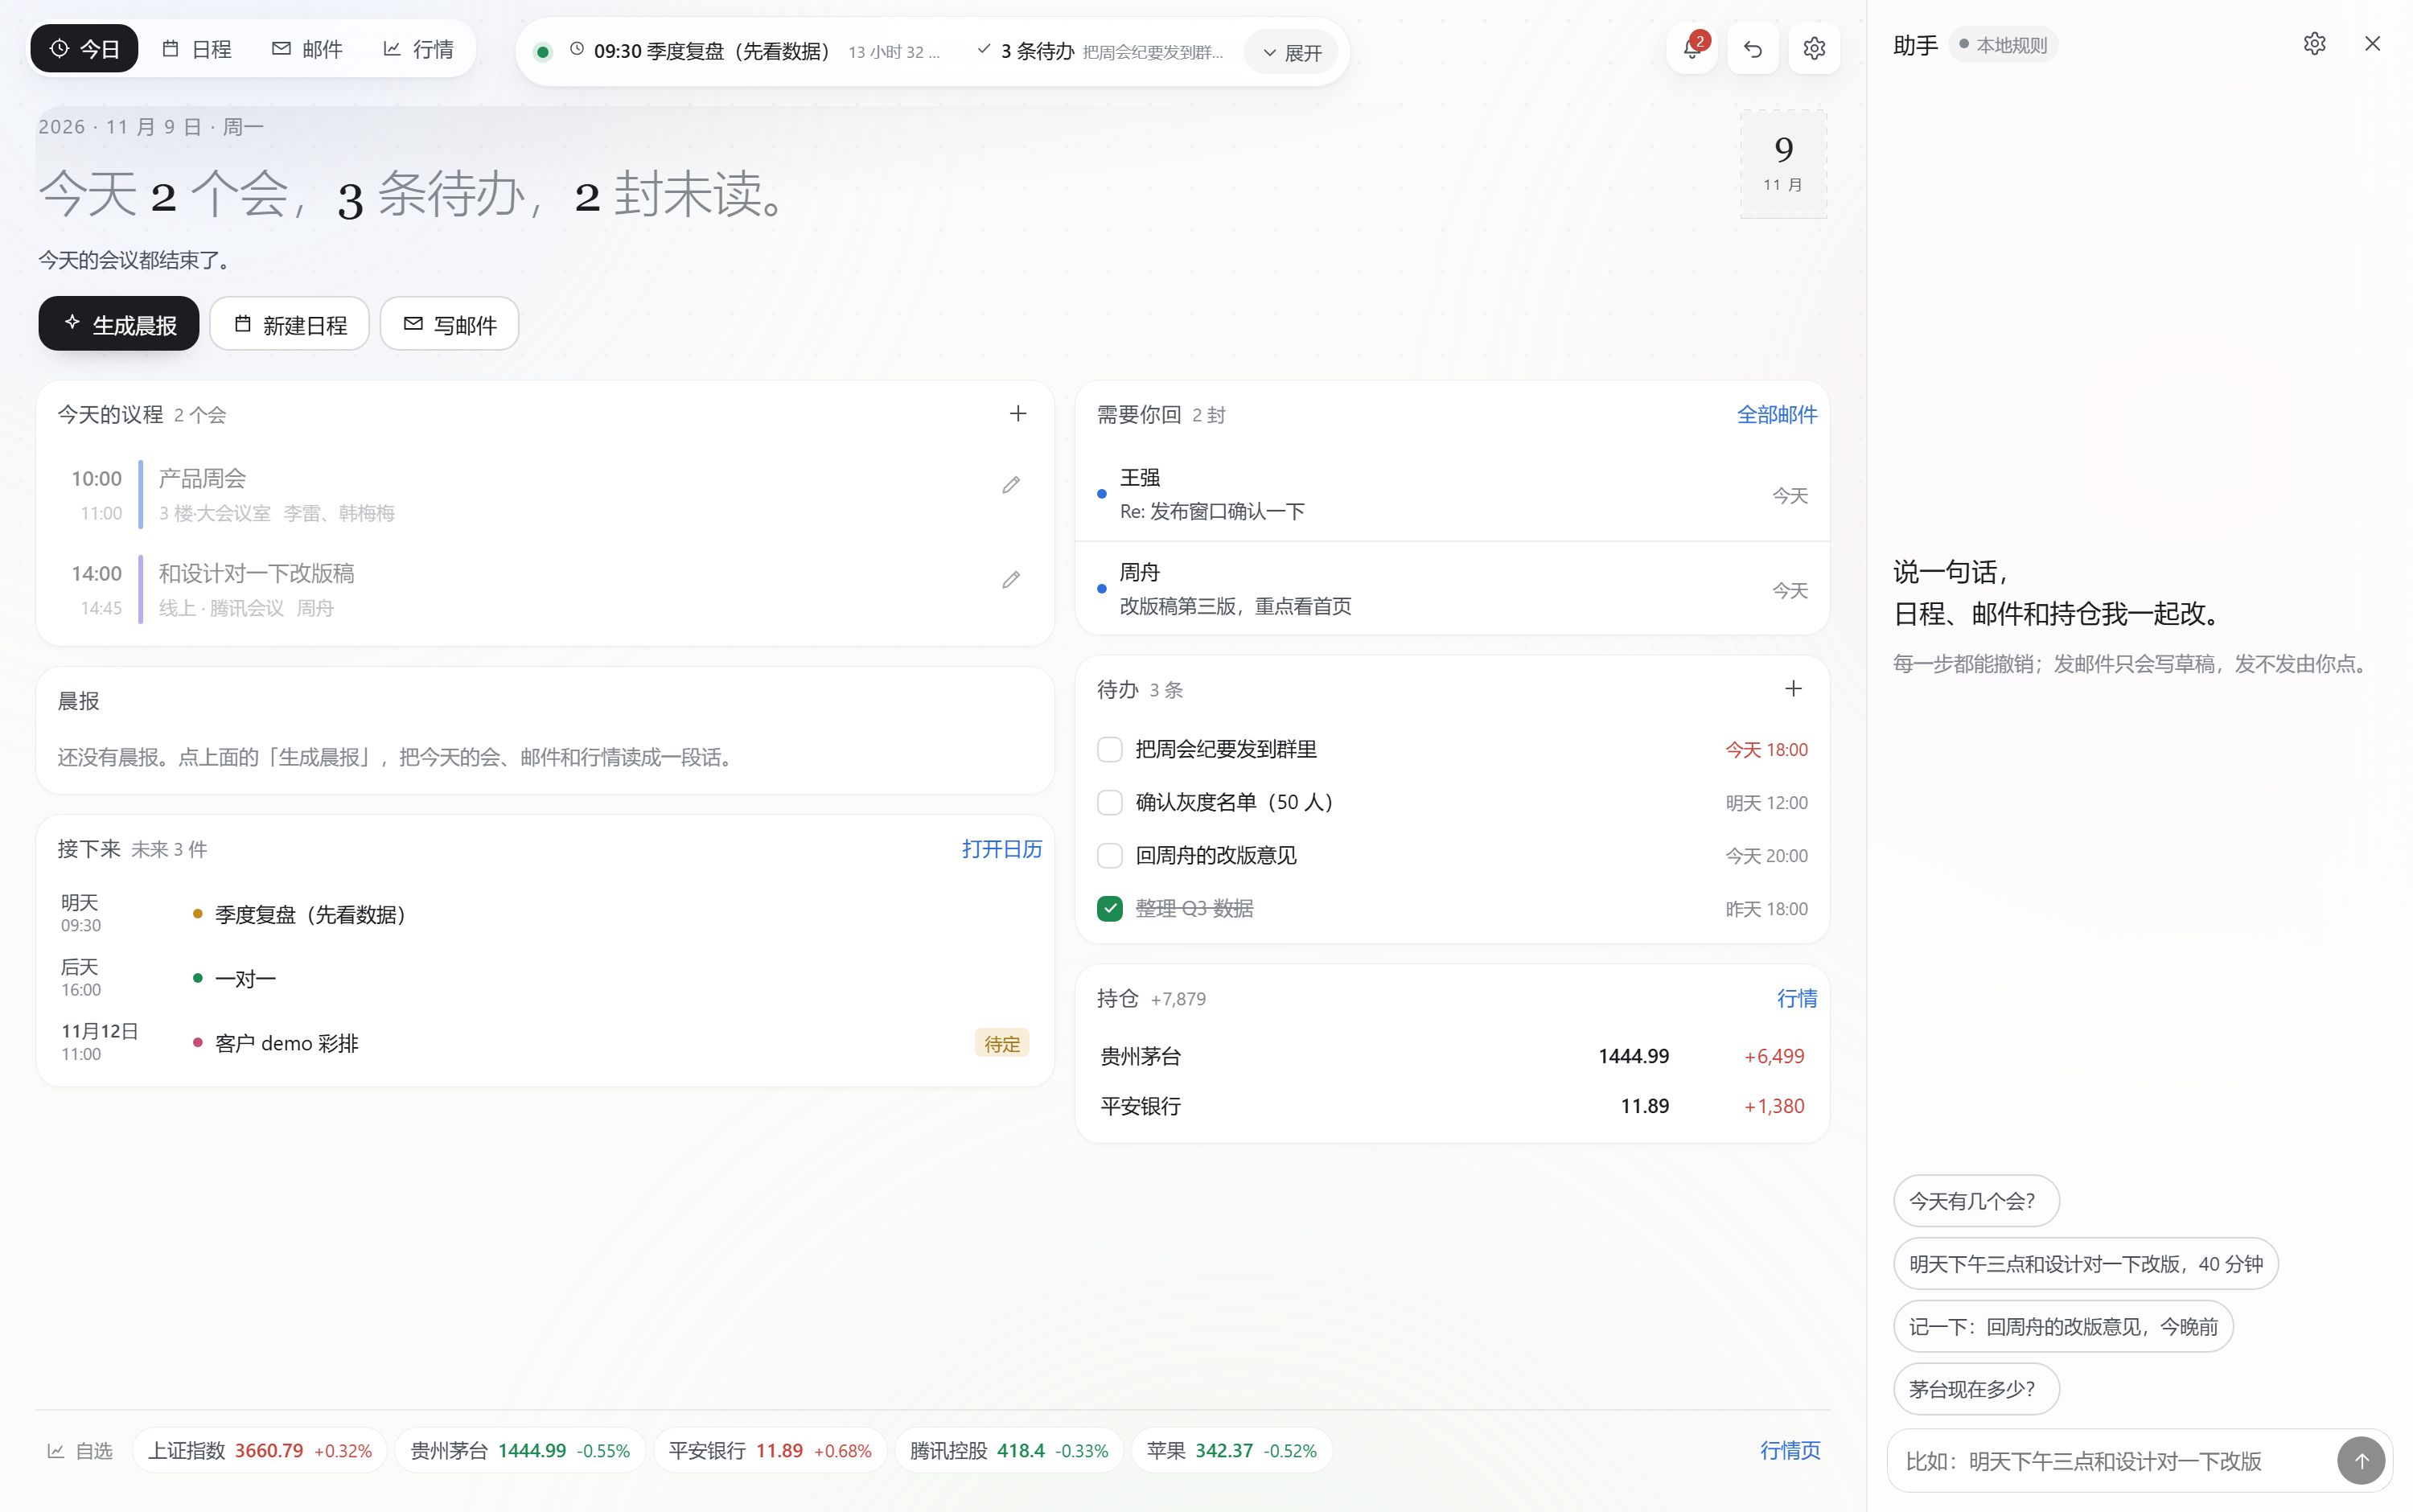 今日 日程 邮件 行情
09:30 季度复盘（先看数据） 13 小时 32 ... 3 条待办 把周会纪要发到群... 展开
2
2026 · 11 月 9 日 · 周一
今天 2 个会，3 条待办，2 封未读。
今天的会议都结束了。
9
11 月
生成晨报 新建日程 写邮件
今天的议程 2 个会
10:00 产品周会
11:00 3 楼·大会议室 李雷、韩梅梅
14:00 和设计对一下改版稿
14:45 线上 · 腾讯会议 周舟
晨报
还没有晨报。点上面的「生成晨报」，把今天的会、邮件和行情读成一段话。
接下来 未来 3 件 打开日历
明天
09:30
季度复盘（先看数据）
后天
16:00
一对一
11月12日
11:00
客户 demo 彩排 待定
需要你回 2 封 全部邮件
王强
Re: 发布窗口确认一下
今天
周舟
改版稿第三版，重点看首页
今天
待办 3 条
把周会纪要发到群里 今天 18:00
确认灰度名单（50 人） 明天 12:00
回周舟的改版意见 今天 20:00
整理 Q3 数据 昨天 18:00
持仓 +7,879 行情
贵州茅台 1444.99 +6,499
平安银行 11.89 +1,380
自选 上证指数 3660.79 +0.32% 贵州茅台 1444.99 -0.55% 平安银行 11.89 +0.68% 腾讯控股 418.4 -0.33% 苹果 342.37 -0.52% 行情页
助手 本地规则
说一句话，
日程、邮件和持仓我一起改。
每一步都能撤销；发邮件只会写草稿，发不发由你点。
今天有几个会？
明天下午三点和设计对一下改版，40 分钟
记一下：回周舟的改版意见，今晚前
茅台现在多少？
比如：明天下午三点和设计对一下改版